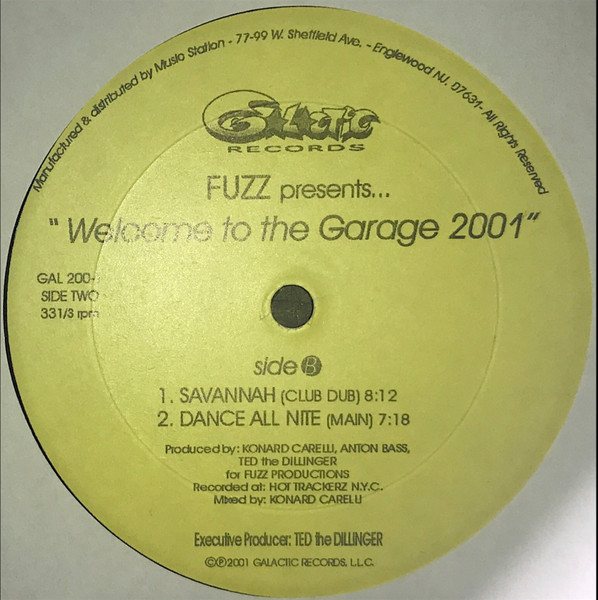 Manufactured & distributed by Music Station - 77-99 W. Sheffield Ave. - Englewood NJ. 07631- All Rights Reserved
Galactic
RECORDS
FUZZ presents...
" Welcome to the Garage 2001"
GAL 200-
SIDE TWO
331/3 rpm
side B
1. SAVANNAH (CLUB DUB) 8:12
2. DANCE ALL NITE (MAIN) 7:18
Produced by: KONARD CARELLI, ANTON BASS,
TED the DILLINGER
for FUZZ PRODUCTIONS
Recorded at: HOT TRACKERZ N.Y.C.
Mixed by: KONARD CARELLI
Executive Producer: TED the DILLINGER
©℗2001 GALACTIC RECORDS, L.L.C.